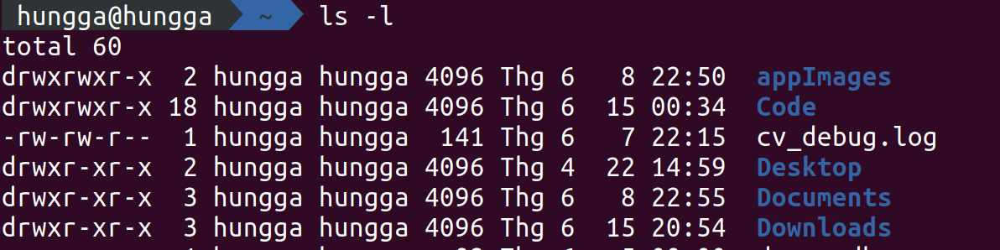 hungga@hungga ~ ls -l
total 60
drwxrwxr-x 2 hungga hungga 4096 Thg 6 8 22:50 appImages
drwxrwxr-x 18 hungga hungga 4096 Thg 6 15 00:34 Code
-rw-rw-r-- 1 hungga hungga 141 Thg 6 7 22:15 cv_debug.log
drwxr-xr-x 2 hungga hungga 4096 Thg 4 22 14:59 Desktop
drwxr-xr-x 3 hungga hungga 4096 Thg 6 8 22:55 Documents
drwxr-xr-x 3 hungga hungga 4096 Thg 6 15 20:54 Downloads